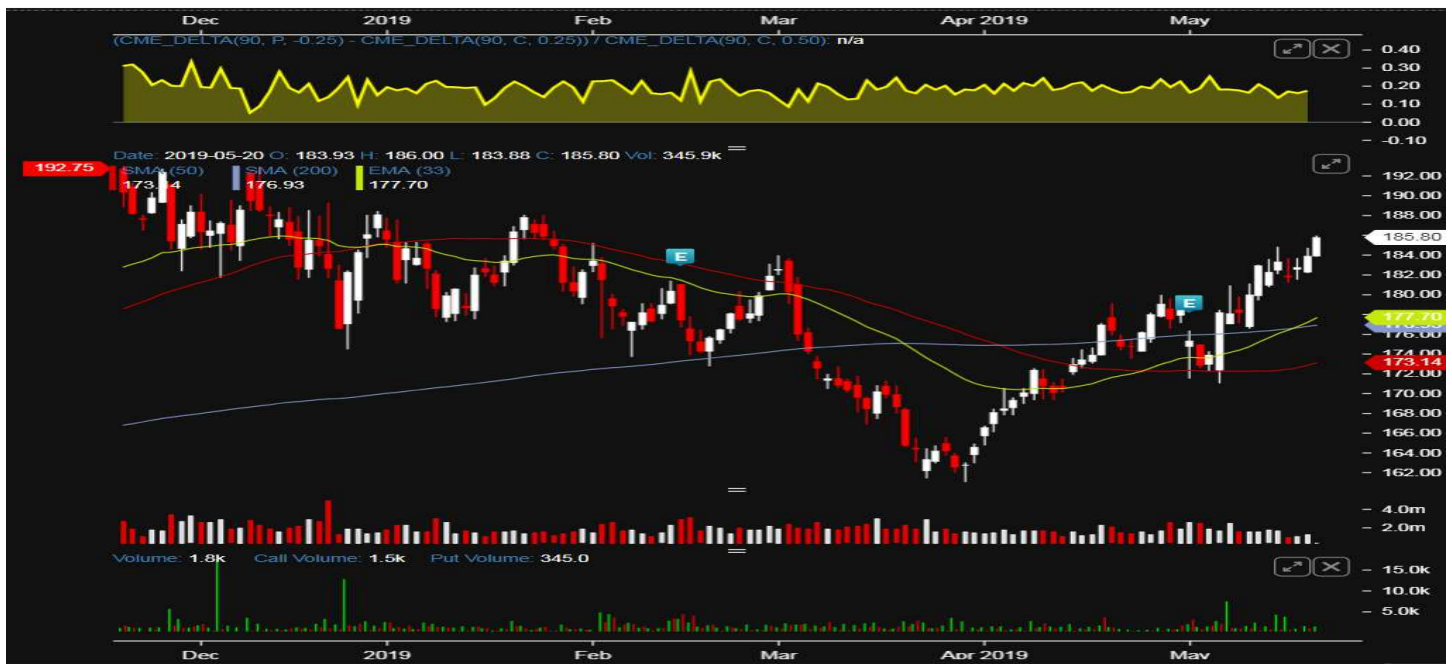 Dec 2019 Feb Mar Apr 2019 May
(CME_DELTA(90, P, -0.25) - CME_DELTA(90, C, 0.25)) / CME_DELTA(90, C, 0.50): n/a
0.40
0.30
0.20
0.10
0.00
-0.10
Date: 2019-05-20 O: 183.93 H: 186.00 L: 183.88 C: 185.80 Vol: 345.9k
192.75
SMA (50) SMA (200) EMA (33)
173.14 176.93 177.70
192.00
190.00
188.00
185.80
184.00
182.00
180.00
177.70
176.93
176.00
174.00
173.14
172.00
170.00
168.00
166.00
164.00
162.00
E
E
4.0m
2.0m
Volume: 1.8k Call Volume: 1.5k Put Volume: 345.0
15.0k
10.0k
5.0k
Dec 2019 Feb Mar Apr 2019 May